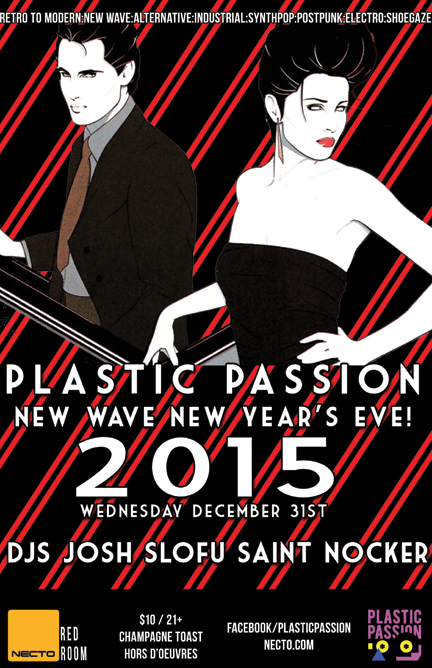 RETRO TO MODERN:NEW WAVE:ALTERNATIVE:INDUSTRIAL:SYNTHPOP:POSTPUNK:ELECTRO:SHOEGAZE
PLASTIC PASSION
NEW WAVE NEW YEAR'S EVE!
2015
WEDNESDAY DECEMBER 31ST
DJS JOSH SLOFU SAINT NOCKER
NECTO
RED
ROOM
$10 / 21+
CHAMPAGNE TOAST
HORS D'OEUVRES
FACEBOOK/PLASTICPASSION
NECTO.COM
PLASTIC
PASSION